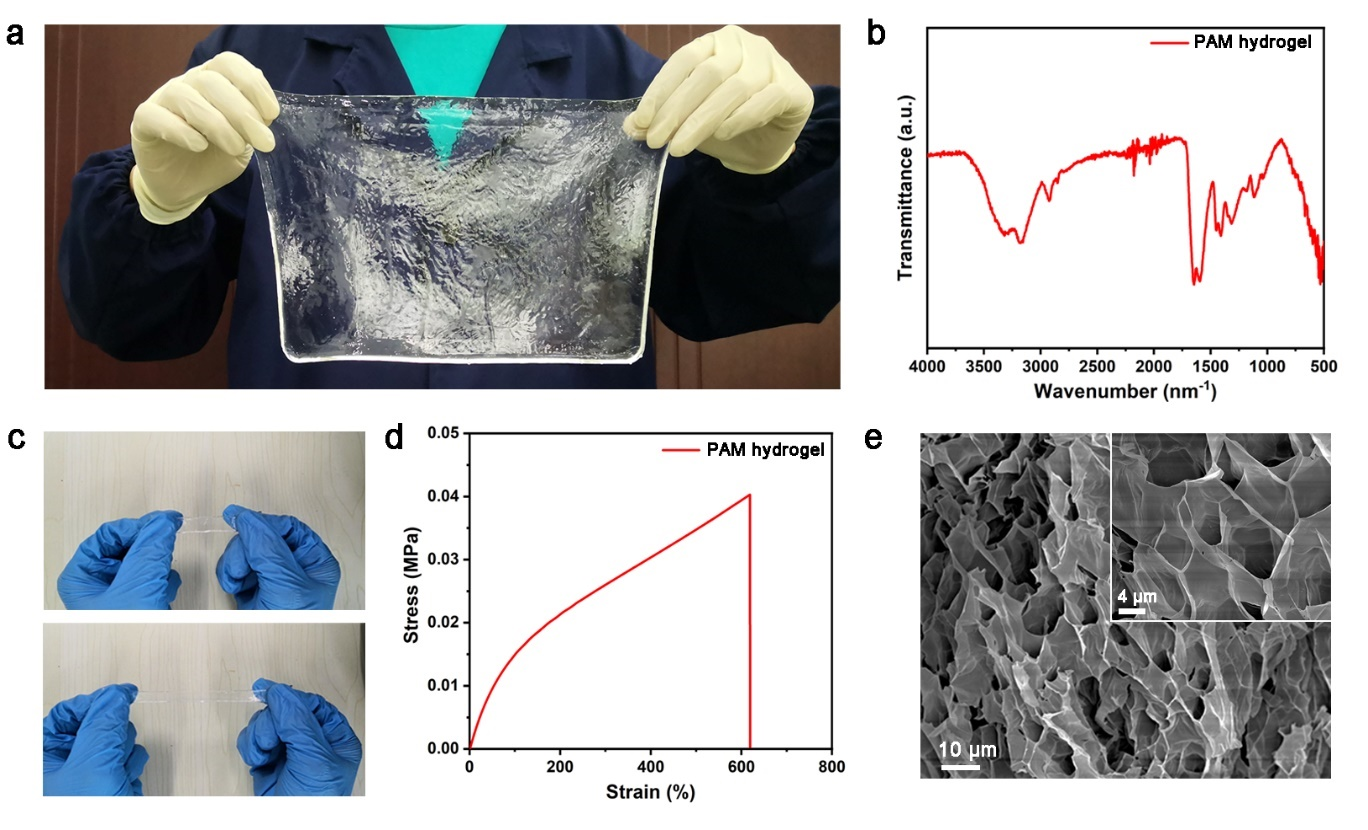 a
b
PAM hydrogel
Transmittance (a.u.)
4000 3500 3000 2500 2000 1500 1000 500
Wavenumber (nm-1)
c
d
PAM hydrogel
0.05
0.04
0.03
0.02
0.01
0.00
Stress (MPa)
0 200 400 600 800
Strain (%)
e
4 μm
10 μm